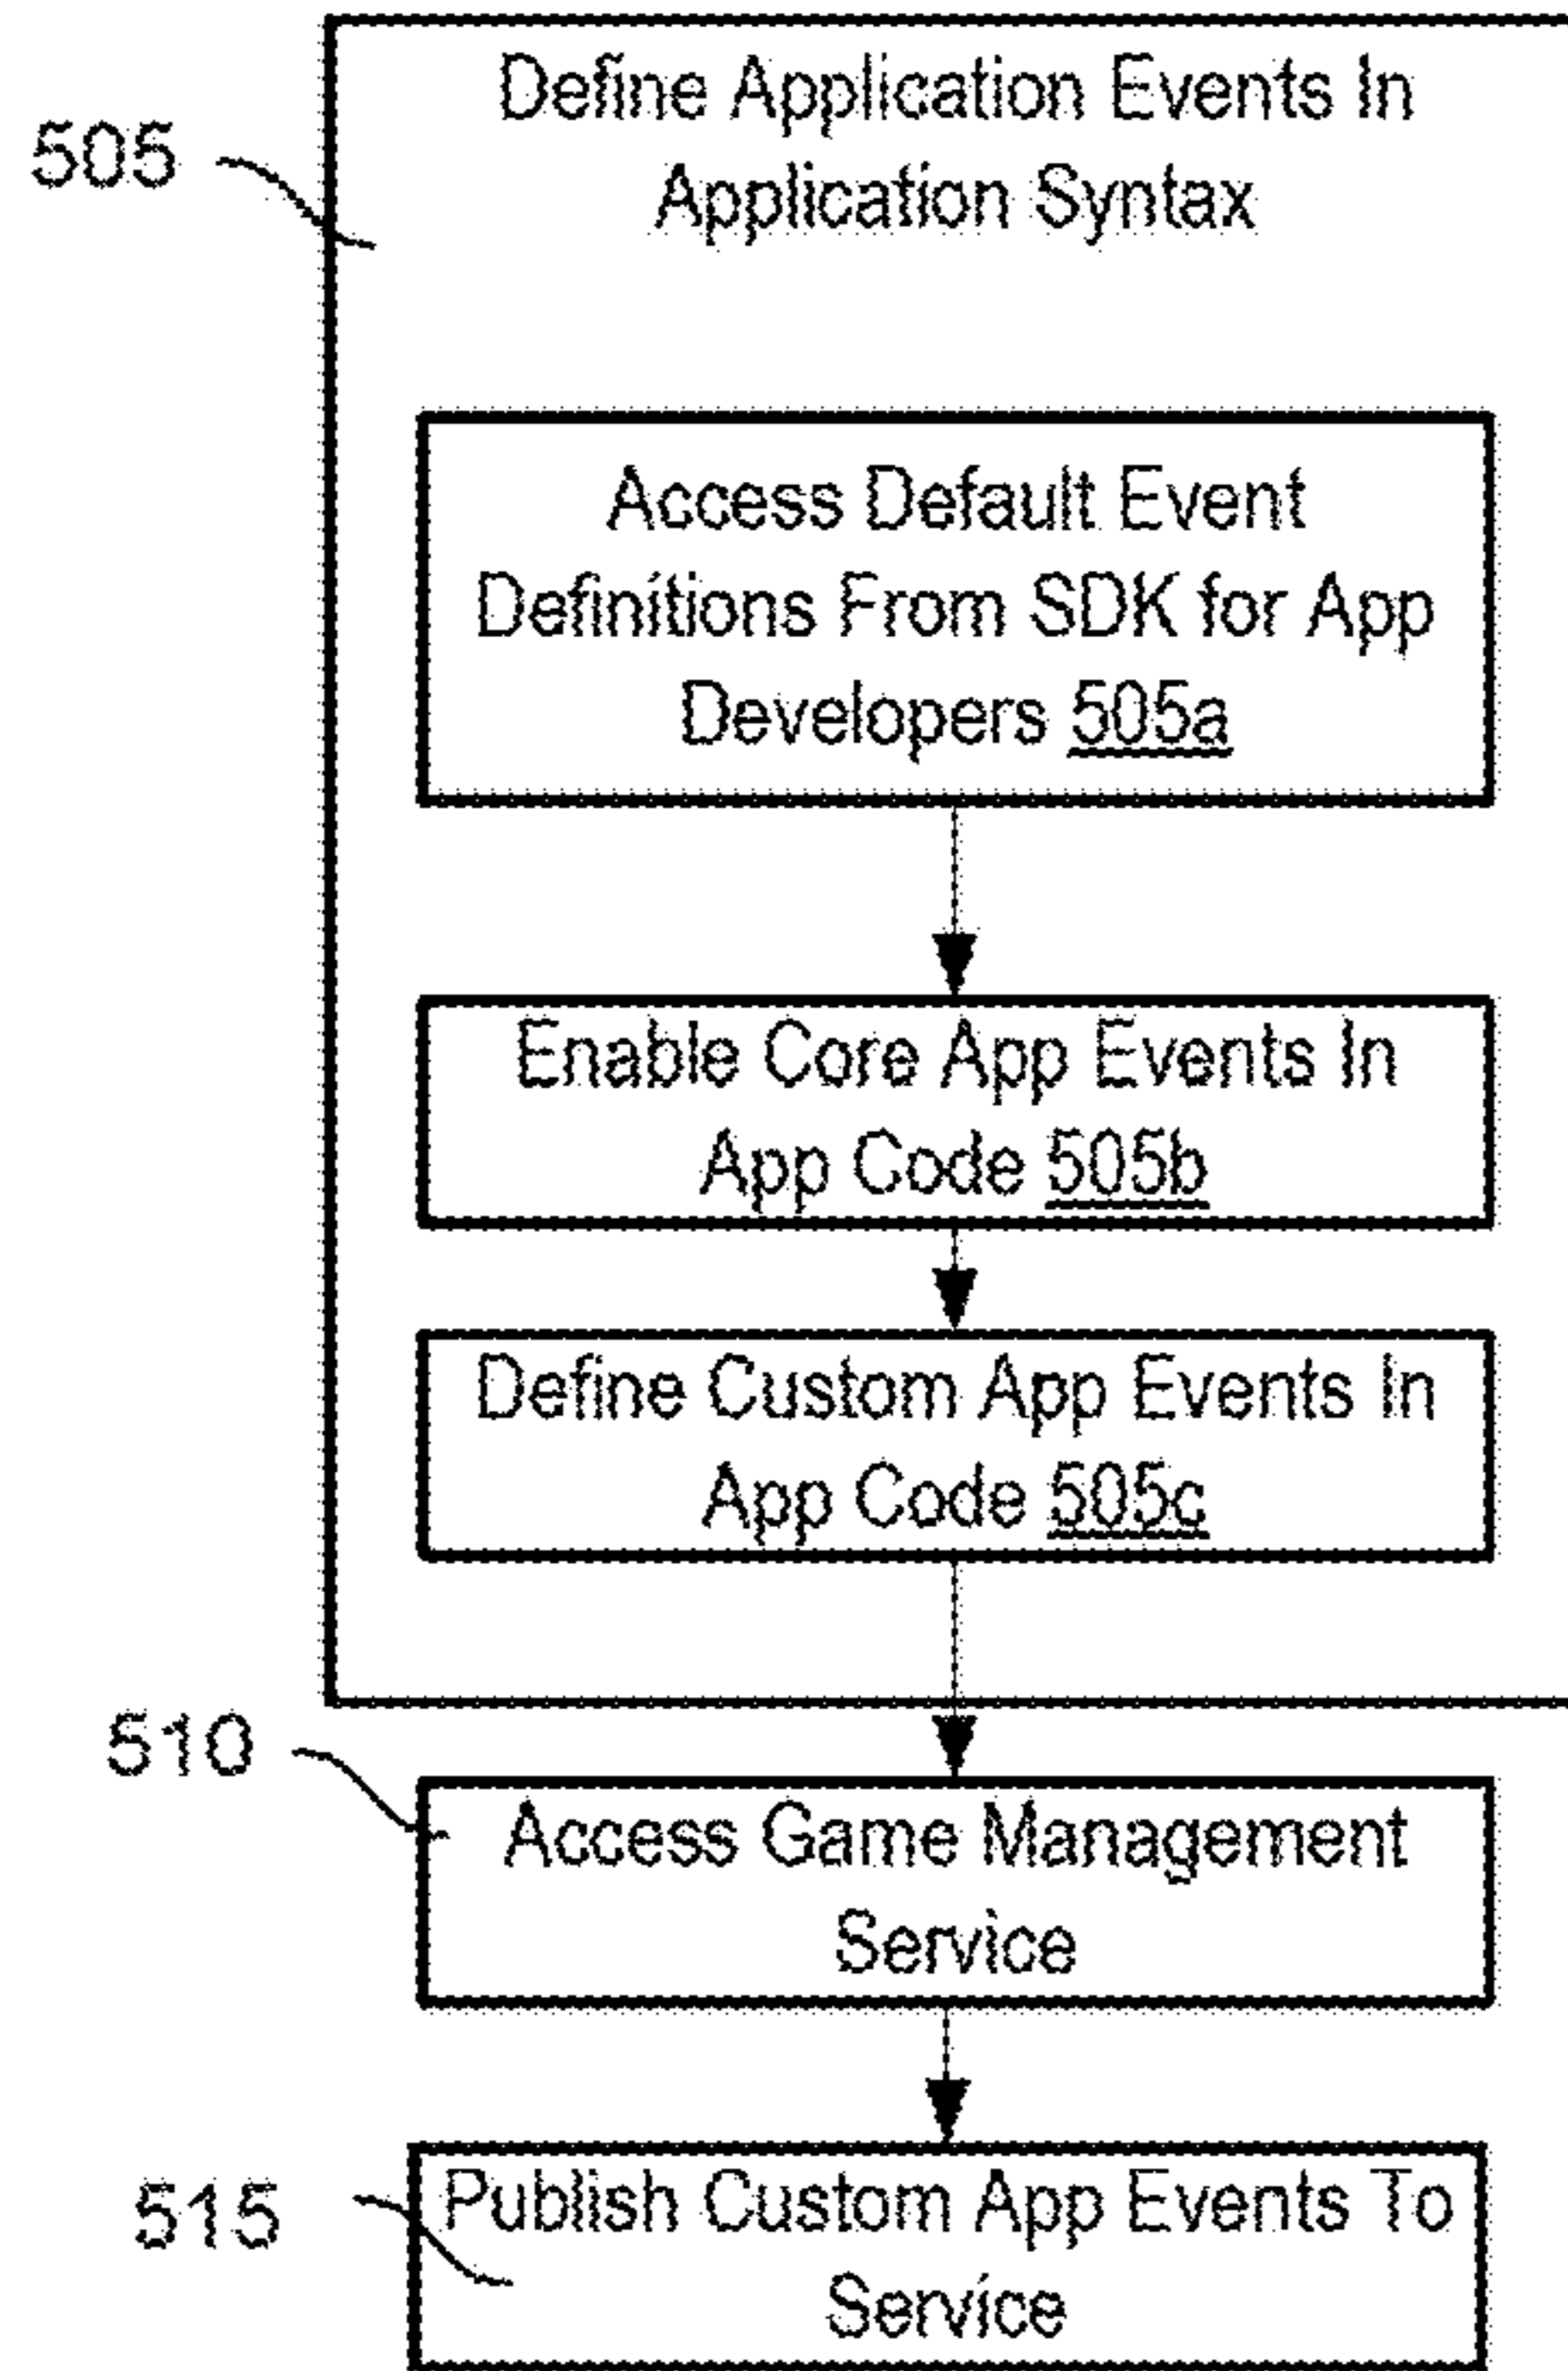 505
Define Application Events In
Application Syntax
Access Default Event
Definitions From SDK for App
Developers 505a
Enable Core App Events In
App Code 505b
Define Custom App Events In
App Code 505c
510
Access Game Management
Service
515
Publish Custom App Events To
Service